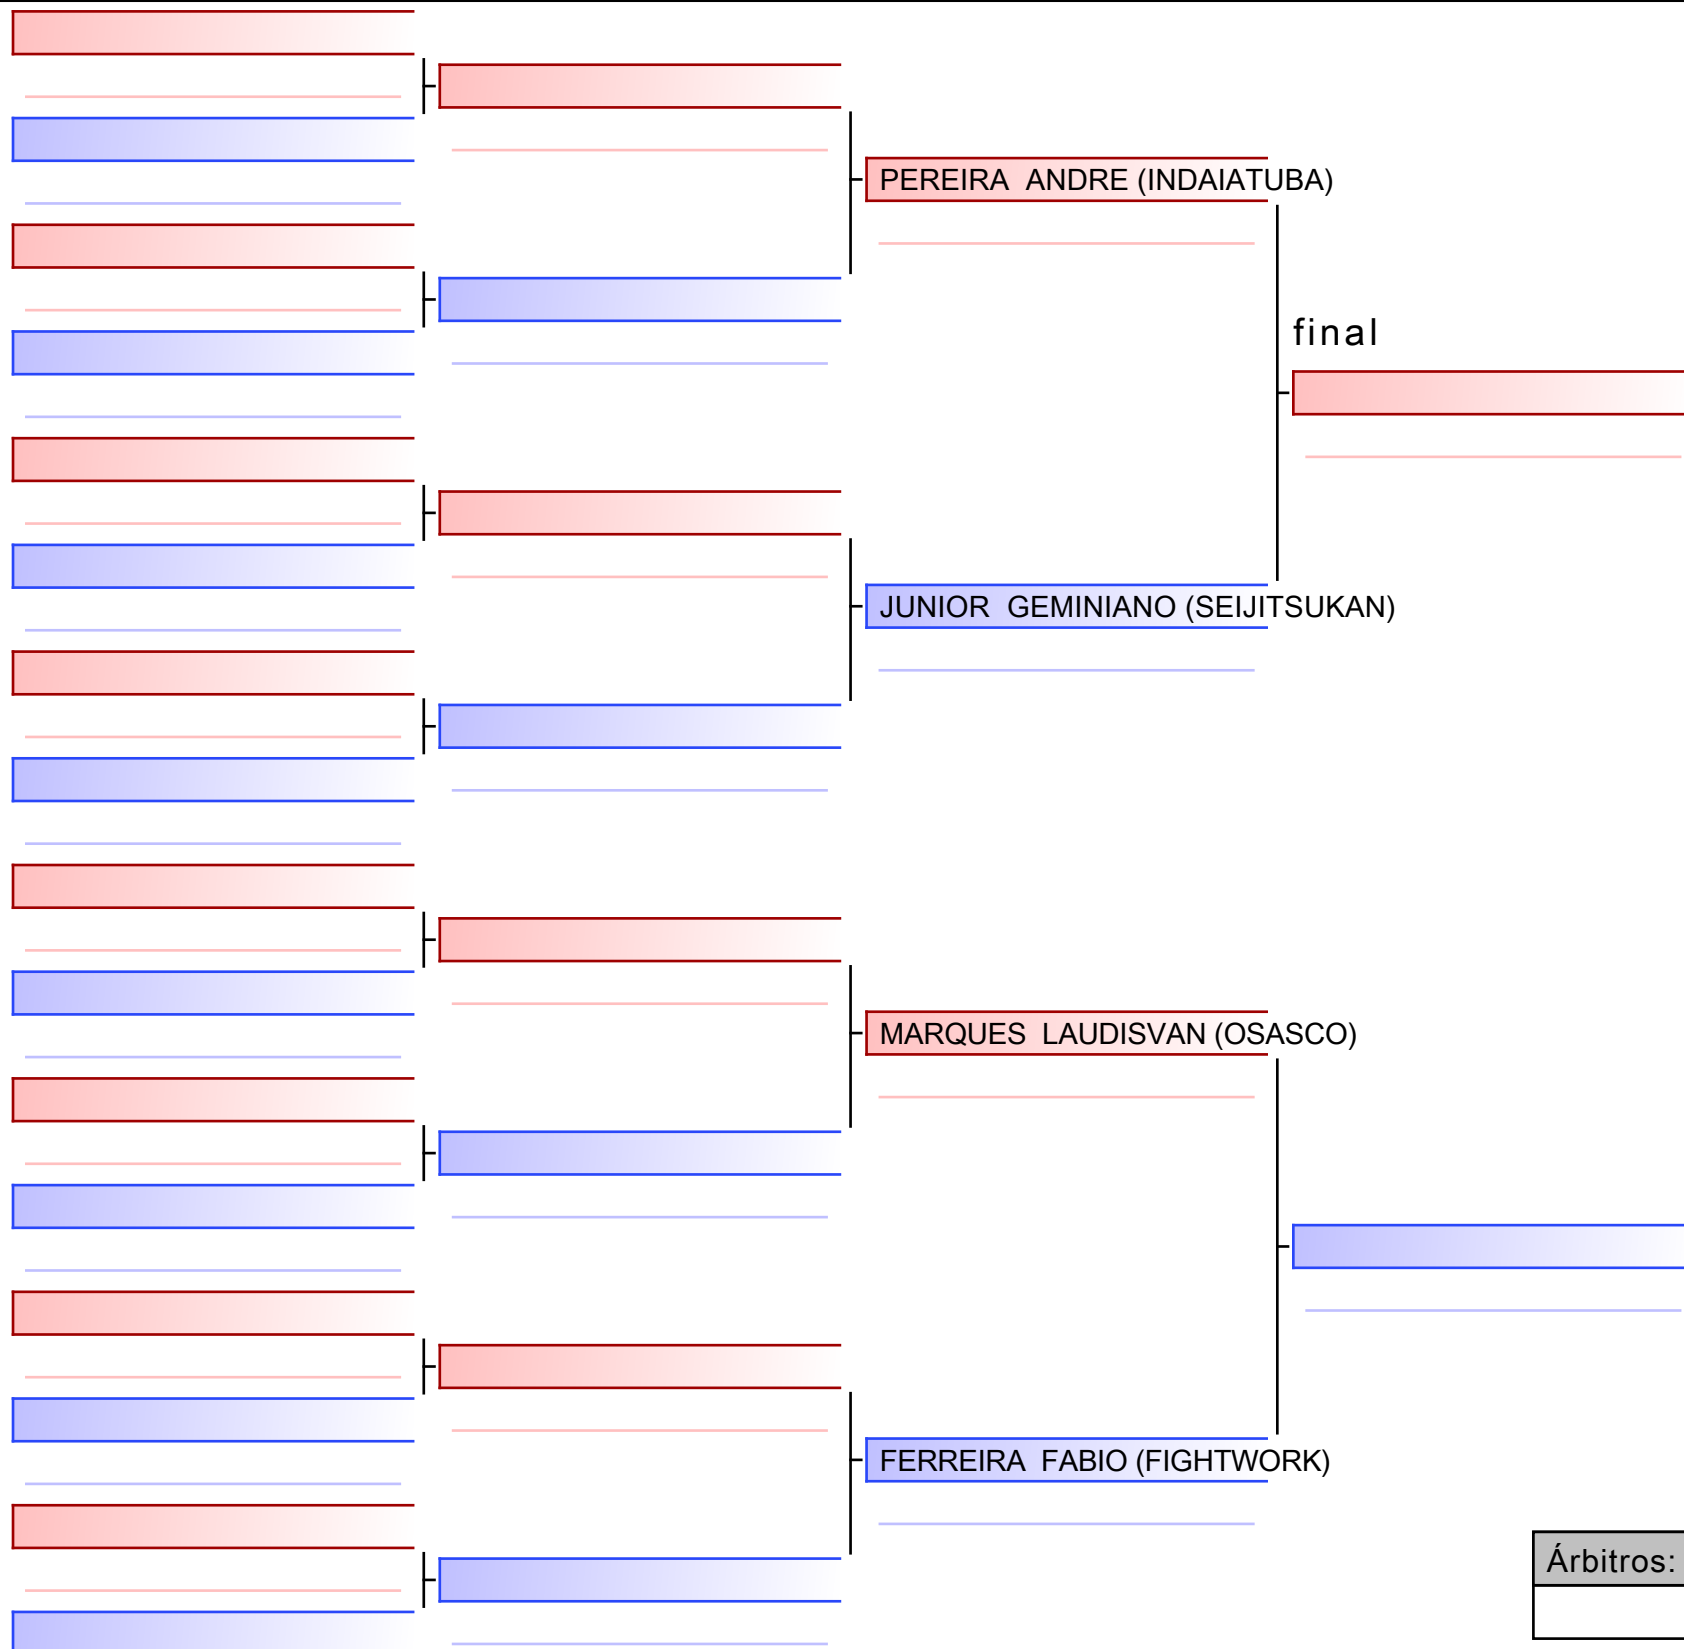 PEREIRA ANDRE (INDAIATUBA)
final
JUNIOR GEMINIANO (SEIJITSUKAN)
MARQUES LAUDISVAN (OSASCO)
FERREIRA FABIO (FIGHTWORK)
Árbitros: